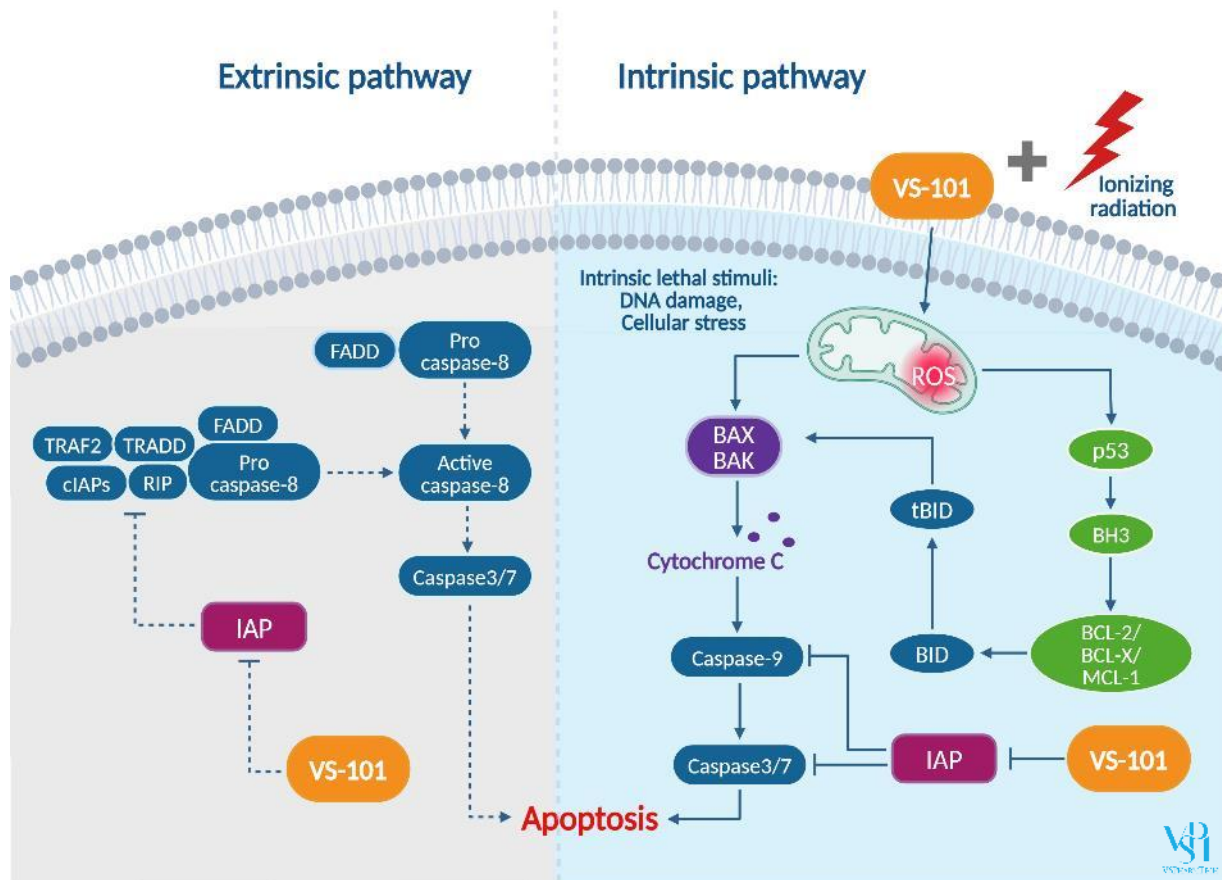 Extrinsic pathway
Intrinsic pathway
VS-101
Ionizing
radiation
Intrinsic lethal stimuli:
DNA damage,
Cellular stress
FADD
Pro
caspase-8
ROS
TRAF2
TRADD
FADD
cIAPs
RIP
Pro
caspase-8
Active
caspase-8
BAX
BAK
p53
tBID
BH3
Cytochrome C
Caspase3/7
IAP
Caspase-9
BID
BCL-2/
BCL-X/
MCL-1
VS-101
Caspase3/7
IAP
VS-101
Apoptosis